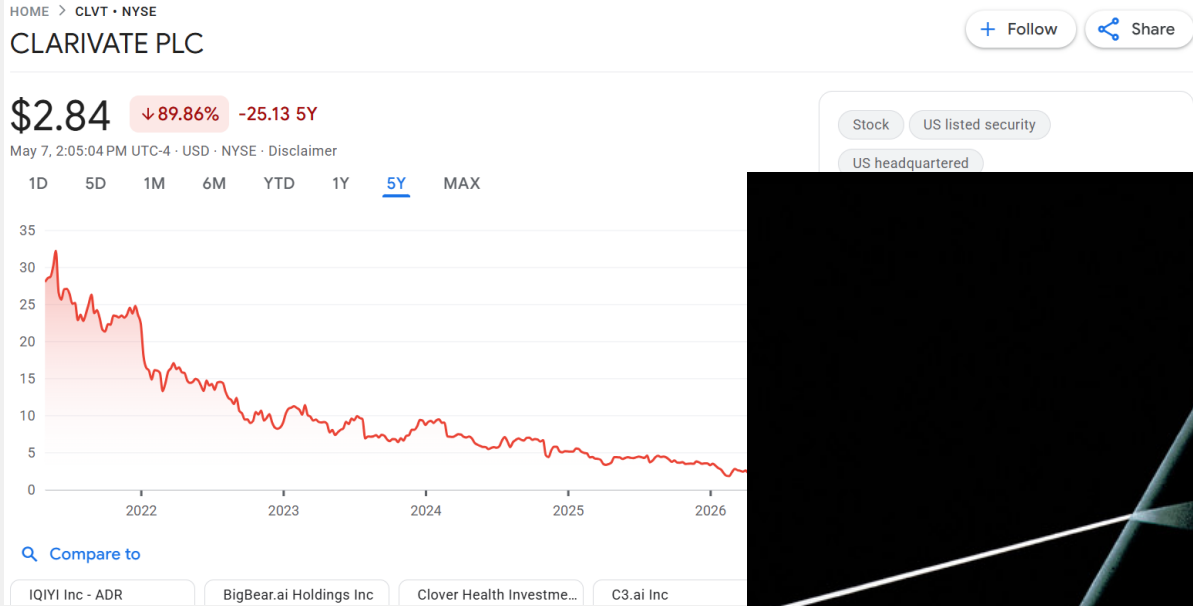 HOME > CLVT • NYSE
CLARIVATE PLC
Follow
Share
$2.84 ↓89.86% -25.13 5Y
May 7, 2:05:04 PM UTC-4 · USD · NYSE · Disclaimer
Stock
US listed security
US headquartered
1D 5D 1M 6M YTD 1Y 5Y MAX
35
30
25
20
15
10
5
0
2022 2023 2024 2025 2026
Compare to
IQIYI Inc - ADR
BigBear.ai Holdings Inc
Clover Health Investme...
C3.ai Inc